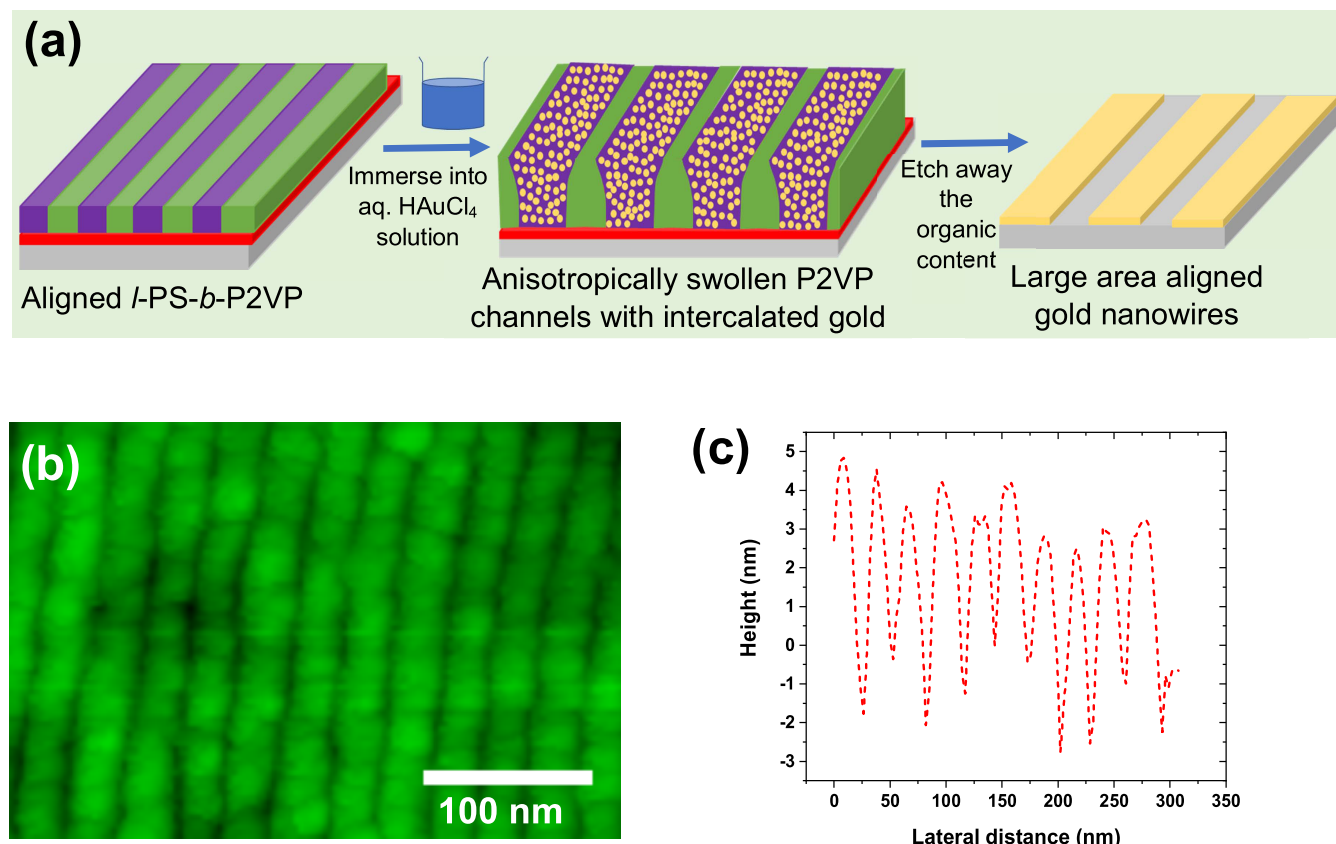 (a)
Immerse into
aq. HAuCl₄
solution
Etch away
the
organic
content
Aligned l-PS-b-P2VP
Anisotropically swollen P2VP
channels with intercalated gold
Large area aligned
gold nanowires
(b)
100 nm
(c)
Height (nm)
5
4
3
2
1
0
-1
-2
-3
0 50 100 150 200 250 300 350
Lateral distance (nm)